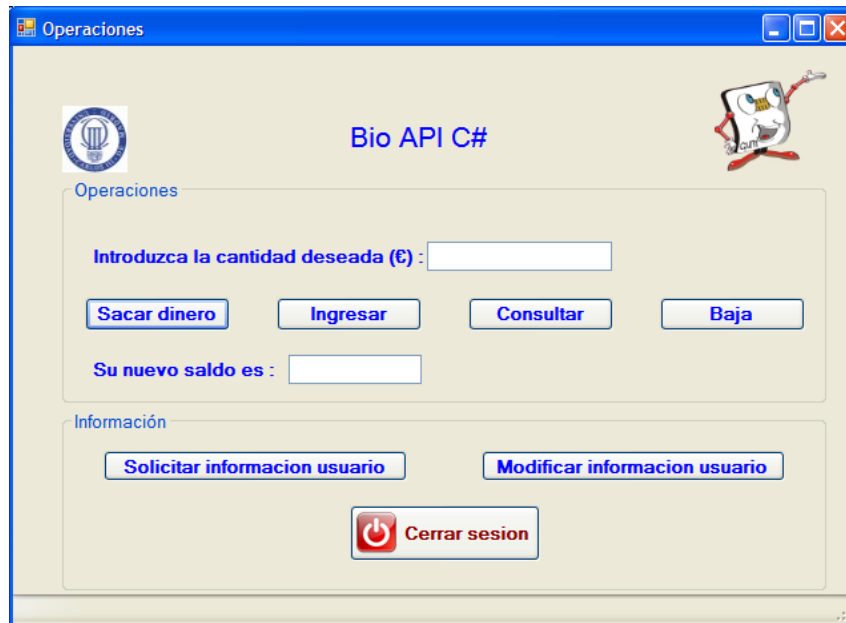 Operaciones
Bio API C#
Operaciones
Introduzca la cantidad deseada (€) :
Sacar dinero Ingresar Consultar Baja
Su nuevo saldo es :
Información
Solicitar informacion usuario Modificar informacion usuario
Cerrar sesion